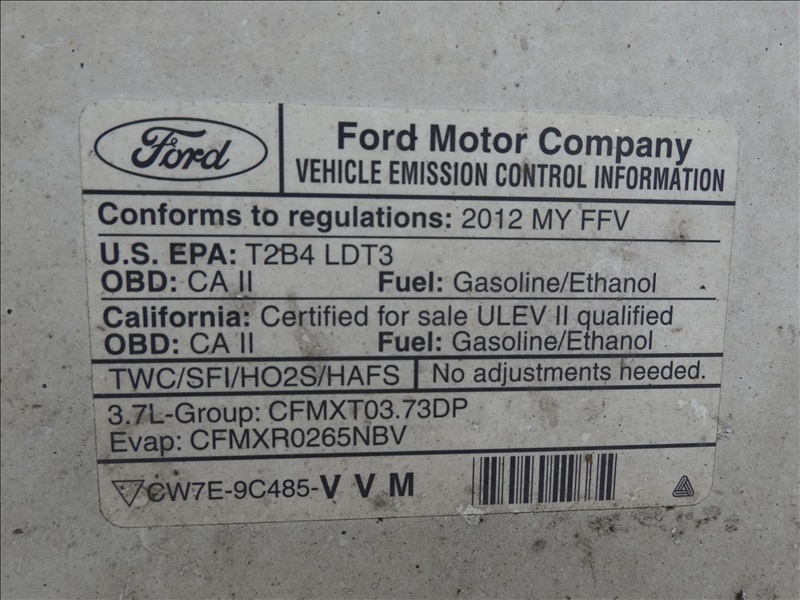 Ford
Ford Motor Company
VEHICLE EMISSION CONTROL INFORMATION
Conforms to regulations: 2012 MY FFV
U.S. EPA: T2B4 LDT3
OBD: CA II Fuel: Gasoline/Ethanol
California: Certified for sale ULEV II qualified
OBD: CA II Fuel: Gasoline/Ethanol
TWC/SFI/HO2S/HAFS No adjustments needed.
3.7L-Group: CFMXT03.73DP
Evap: CFMXR0265NBV
CW7E-9C485-V V M